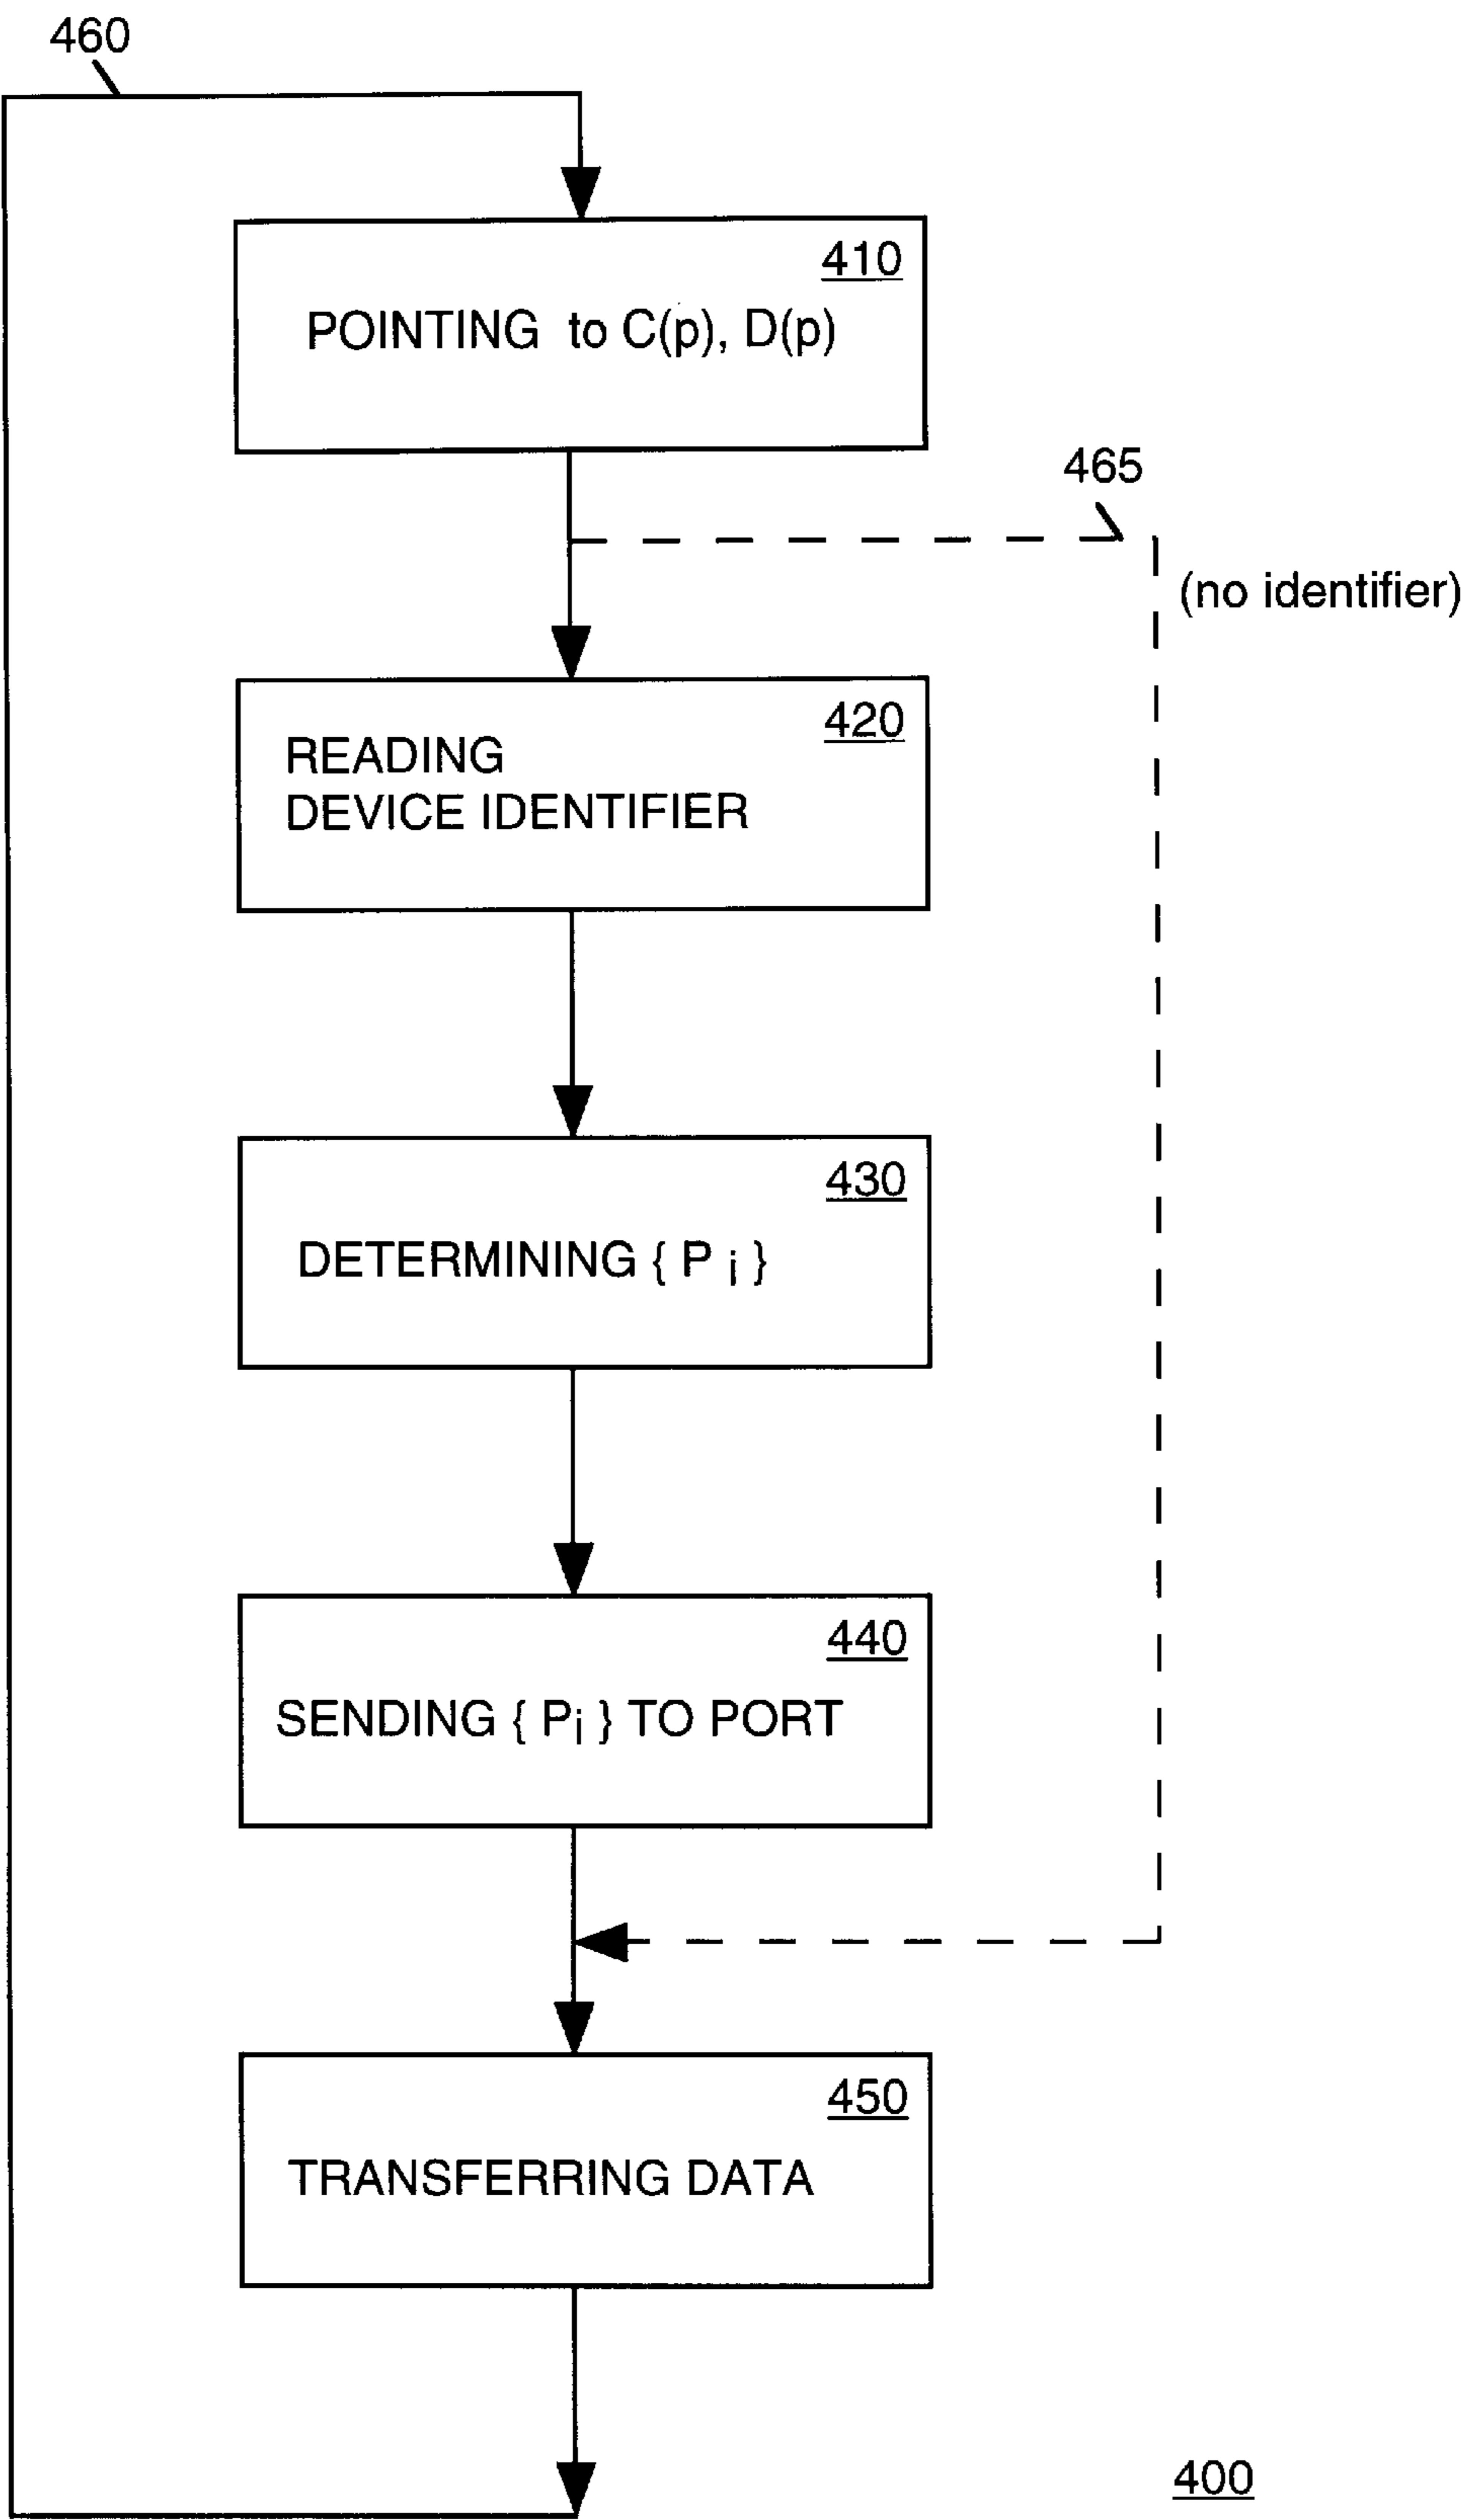 460
410
POINTING to C(p), D(p)
465
(no identifier)
420
READING
DEVICE IDENTIFIER
430
DETERMINING { P i }
440
SENDING { Pi } TO PORT
450
TRANSFERRING DATA
400